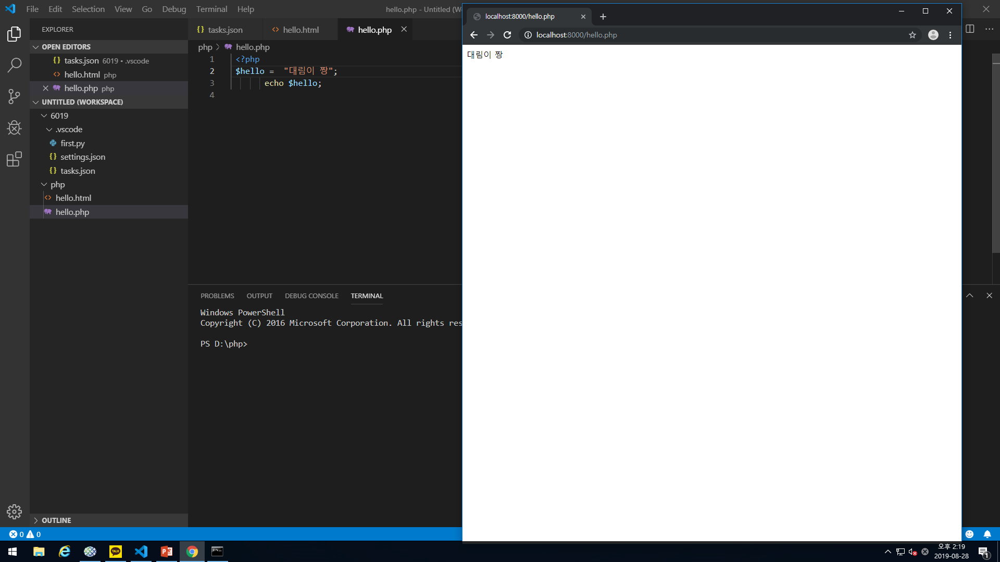 File Edit Selection View Go Debug Terminal Help
hello.php - Untitled (W
EXPLORER
OPEN EDITORS
tasks.json 6019 • .vscode
hello.html php
hello.php php
UNTITLED (WORKSPACE)
6019
.vscode
first.py
settings.json
tasks.json
php
hello.html
hello.php
OUTLINE
tasks.json
hello.html
hello.php
php > hello.php
1 <?php
2 $hello =  "대림이 짱";
3 echo $hello;
4
PROBLEMS OUTPUT DEBUG CONSOLE TERMINAL
Windows PowerShell
Copyright (C) 2016 Microsoft Corporation. All rights res
PS D:\php>
localhost:8000/hello.php
localhost:8000/hello.php
대림이 짱
0 0
TALK
오후 2:19
2019-08-28
1